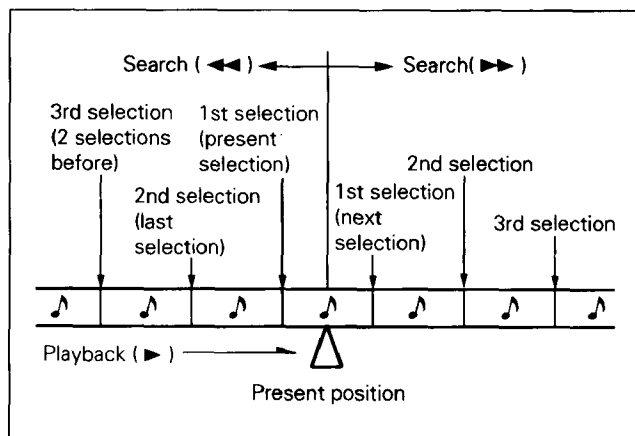 Search ( ◀◀ )
Search( ▶▶ )
3rd selection
(2 selections
before)
1st selection
(present
selection)
2nd selection
(last
selection)
1st selection
(next
selection)
2nd selection
3rd selection
Playback ( ▶ )
Present position